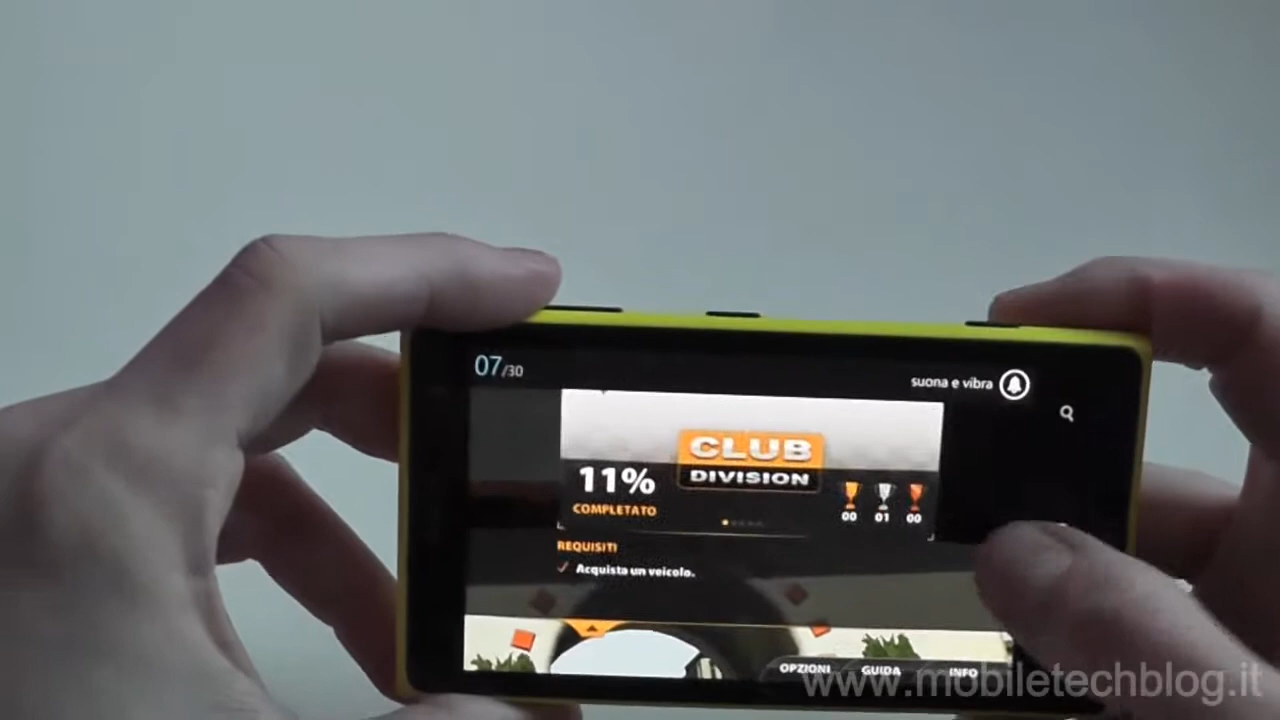 07/30
suona e vibra
CLUB
DIVISION
11%
COMPLETATO
00 01 00
REQUISITI
✓ Acquista un veicolo.
OPZIONI GUIDA INFO
www.mobiletechblog.it